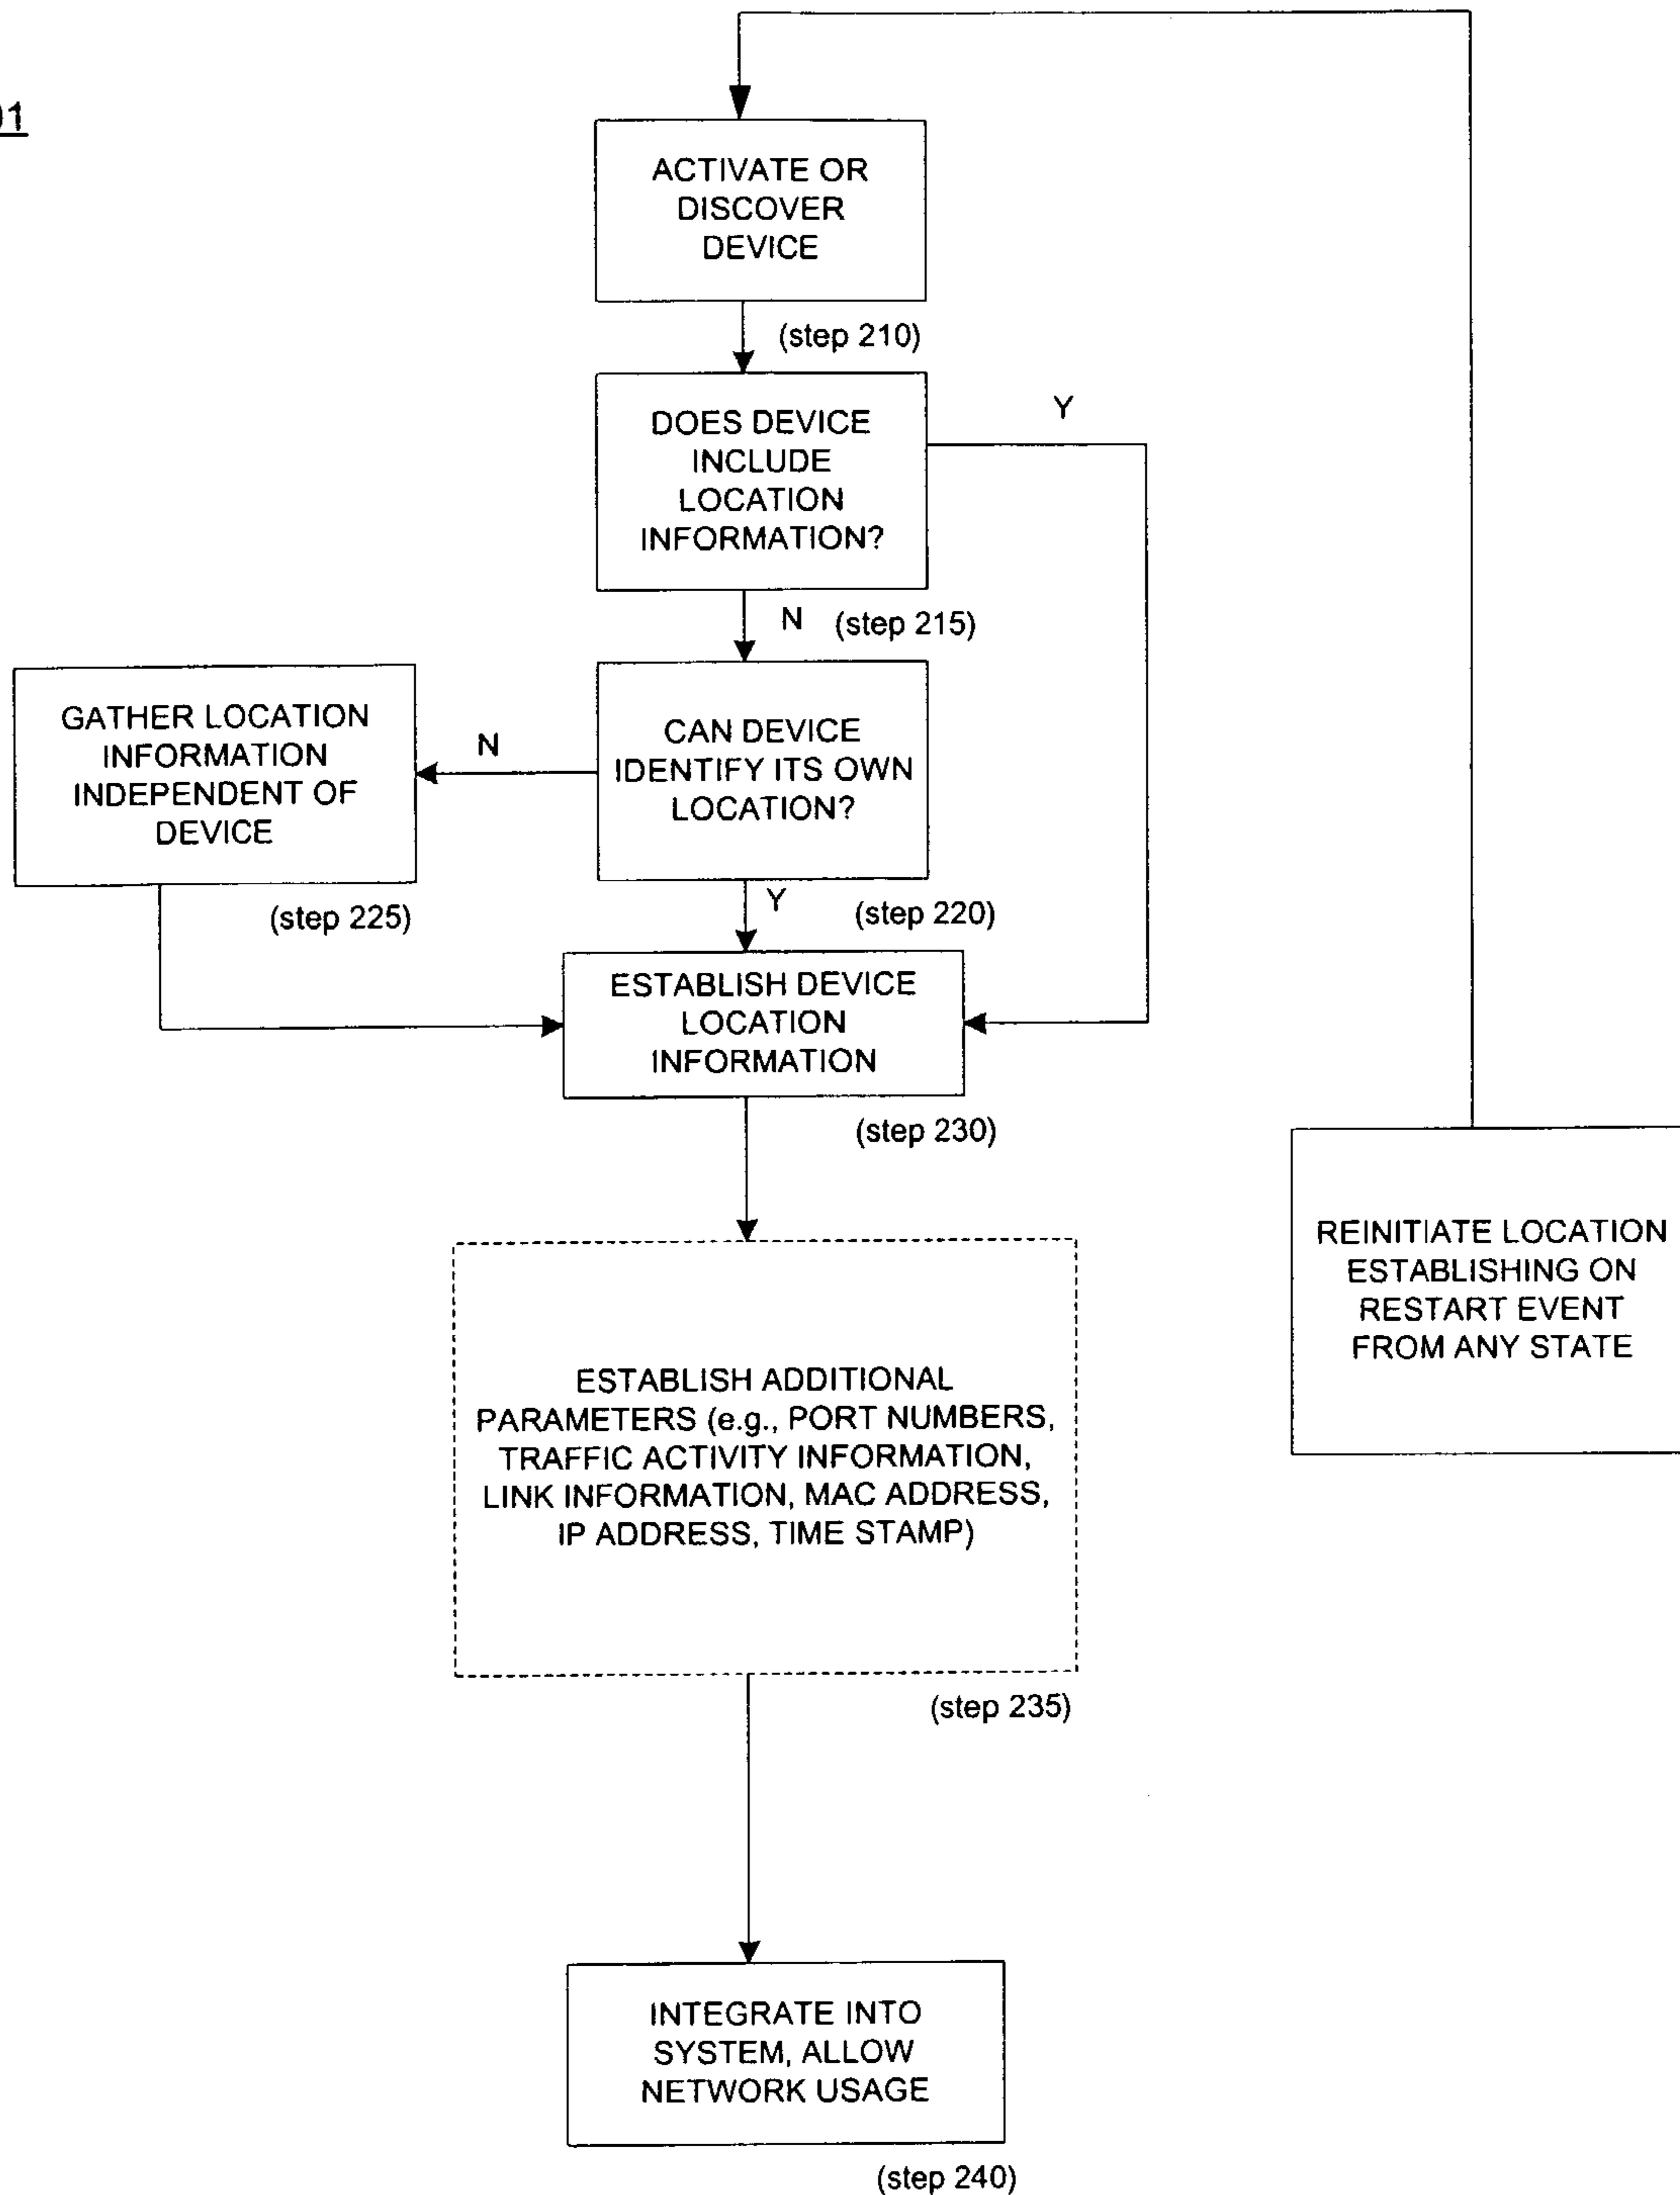 01
ACTIVATE OR
DISCOVER
DEVICE
(step 210)
DOES DEVICE
INCLUDE
LOCATION
INFORMATION?
Y
N
(step 215)
GATHER LOCATION
INFORMATION
INDEPENDENT OF
DEVICE
N
CAN DEVICE
IDENTIFY ITS OWN
LOCATION?
(step 225)
Y
(step 220)
ESTABLISH DEVICE
LOCATION
INFORMATION
(step 230)
REINITIATE LOCATION
ESTABLISHING ON
RESTART EVENT
FROM ANY STATE
ESTABLISH ADDITIONAL
PARAMETERS (e.g., PORT NUMBERS,
TRAFFIC ACTIVITY INFORMATION,
LINK INFORMATION, MAC ADDRESS,
IP ADDRESS, TIME STAMP)
(step 235)
INTEGRATE INTO
SYSTEM, ALLOW
NETWORK USAGE
(step 240)